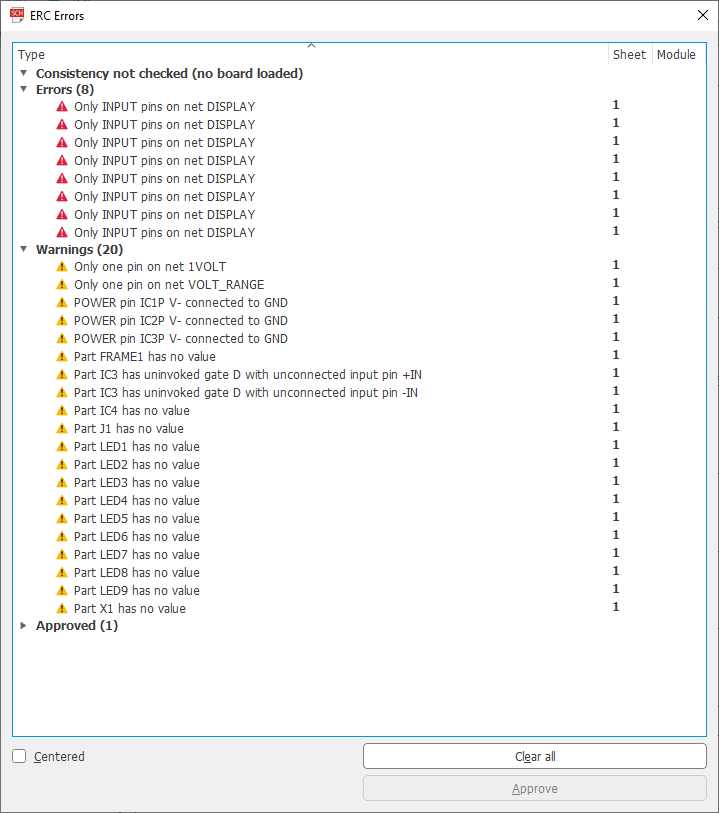 SCH ERC Errors
Type Sheet Module
Consistency not checked (no board loaded)
Errors (8)
Only INPUT pins on net DISPLAY 1
Only INPUT pins on net DISPLAY 1
Only INPUT pins on net DISPLAY 1
Only INPUT pins on net DISPLAY 1
Only INPUT pins on net DISPLAY 1
Only INPUT pins on net DISPLAY 1
Only INPUT pins on net DISPLAY 1
Only INPUT pins on net DISPLAY 1
Warnings (20)
Only one pin on net 1VOLT 1
Only one pin on net VOLT_RANGE 1
POWER pin IC1P V- connected to GND 1
POWER pin IC2P V- connected to GND 1
POWER pin IC3P V- connected to GND 1
Part FRAME1 has no value 1
Part IC3 has uninvoked gate D with unconnected input pin +IN 1
Part IC3 has uninvoked gate D with unconnected input pin -IN 1
Part IC4 has no value 1
Part J1 has no value 1
Part LED1 has no value 1
Part LED2 has no value 1
Part LED3 has no value 1
Part LED4 has no value 1
Part LED5 has no value 1
Part LED6 has no value 1
Part LED7 has no value 1
Part LED8 has no value 1
Part LED9 has no value 1
Part X1 has no value 1
Approved (1)
Centered Clear all
Approve